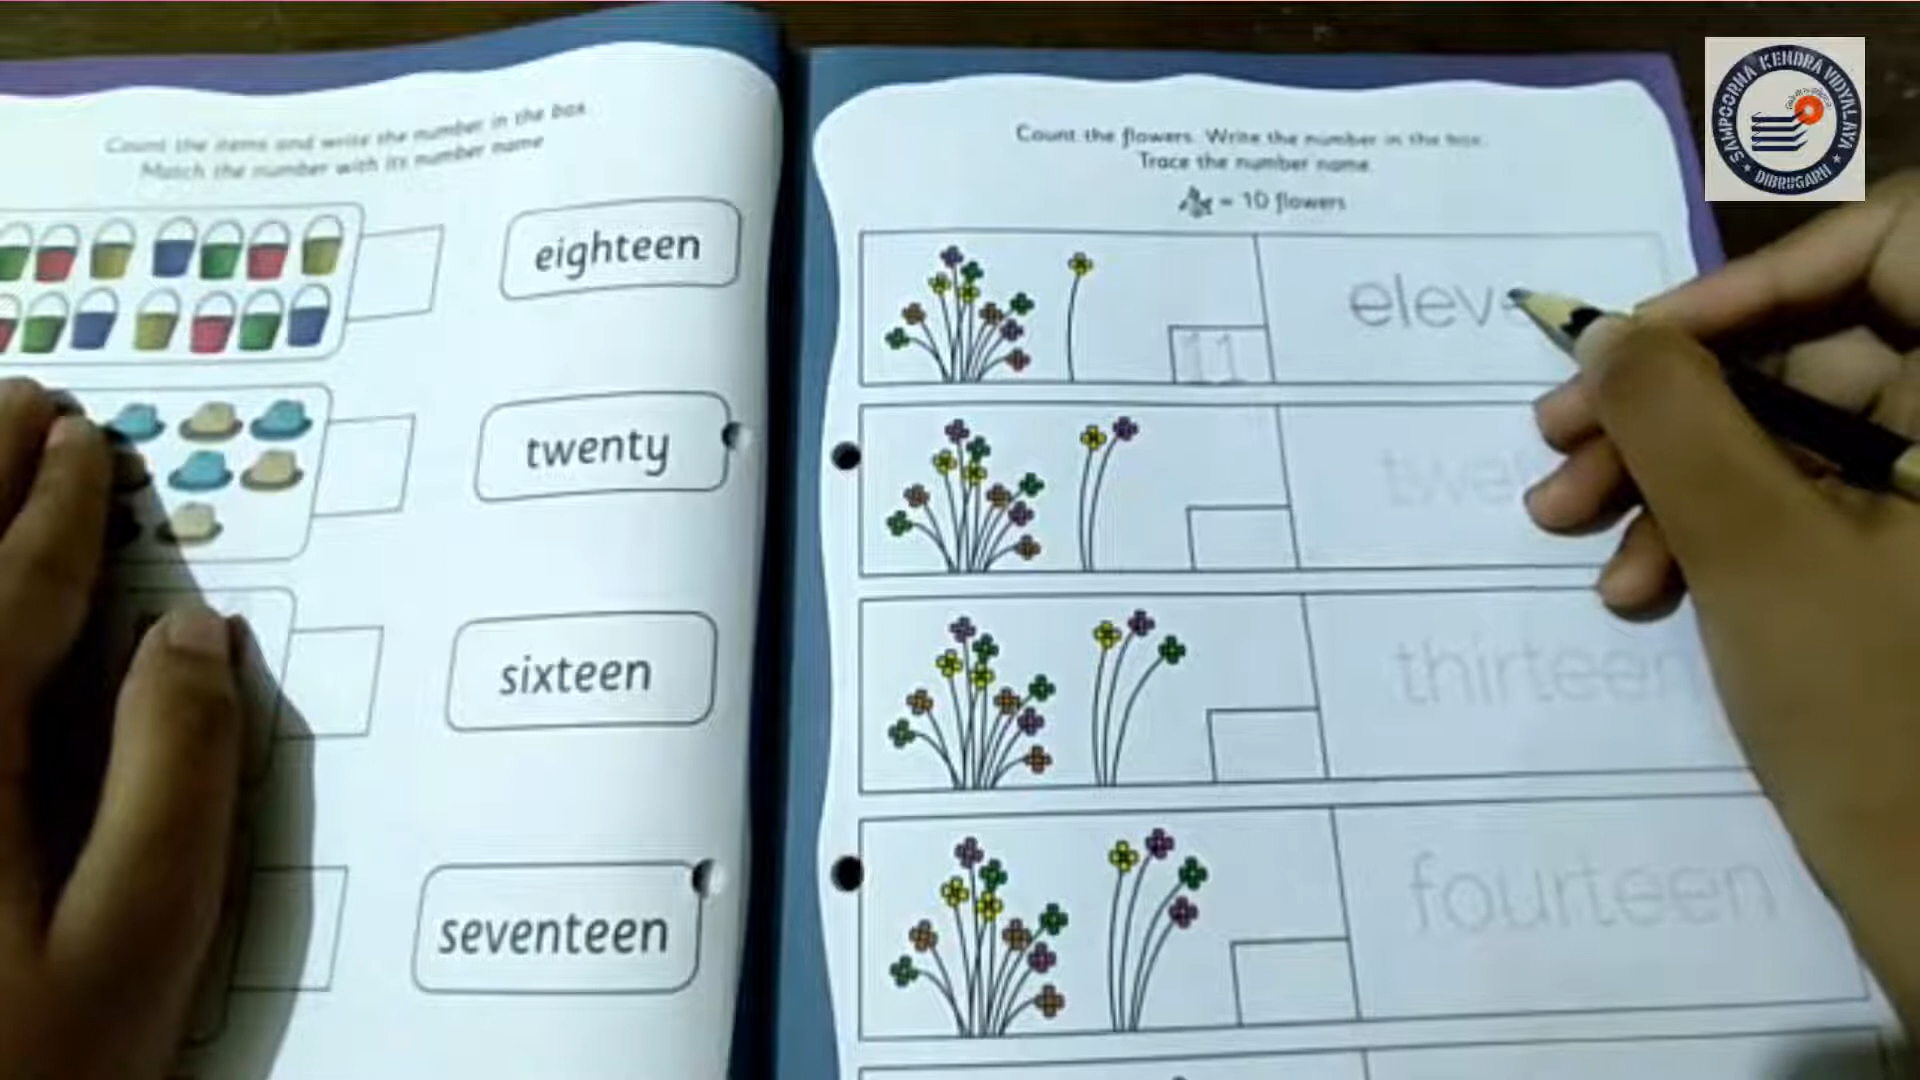 Count the items and write the number in the box.
Match the number with its number name
eighteen
twenty
sixteen
seventeen
Count the flowers. Write the number in the box.
Trace the number name.
= 10 flowers
11
eleve
twe
thirteen
fourteen
SAMPOORNA KENDRA VIDYALAYA
DIBRUGARH